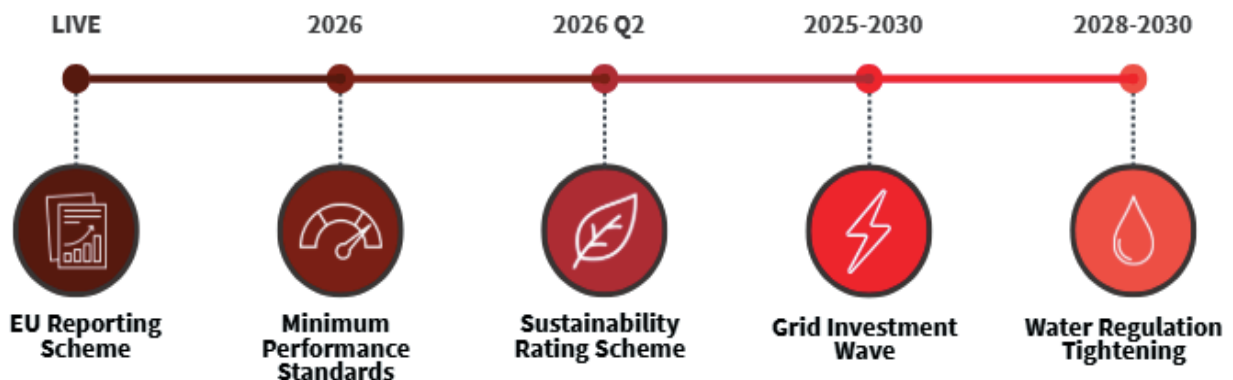 LIVE
2026
2026 Q2
2025-2030
2028-2030
EU Reporting
Scheme
Minimum
Performance
Standards
Sustainability
Rating Scheme
Grid Investment
Wave
Water Regulation
Tightening